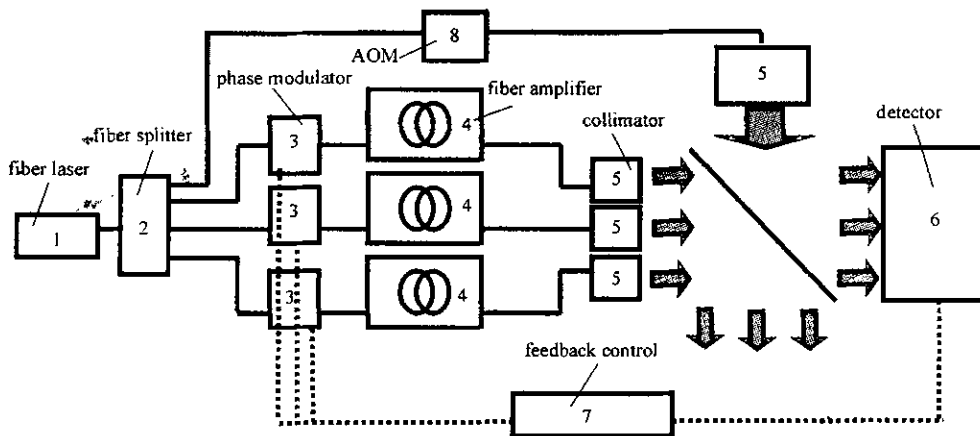 8
AOM
5
phase modulator
fiber amplifier
3
4
collimator
detector
fiber splitter
fiber laser
1
2
3
4
5
5
5
6
3
4
feedback control
7